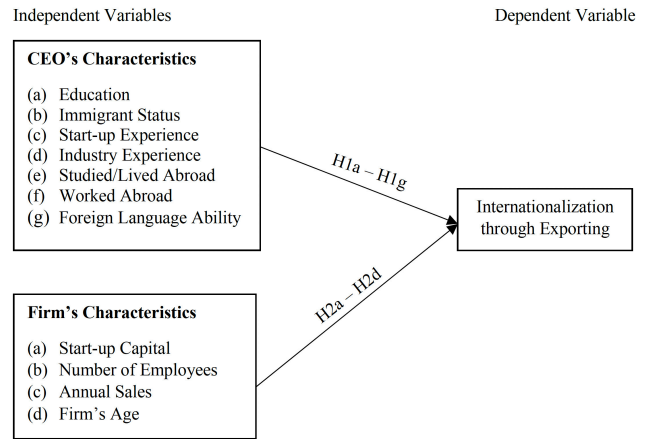 Independent Variables
Dependent Variable
CEO's Characteristics
(a) Education
(b) Immigrant Status
(c) Start-up Experience
(d) Industry Experience
(e) Studied/Lived Abroad
(f) Worked Abroad
(g) Foreign Language Ability
H1a – H1g
Internationalization
through Exporting
H2a – H2d
Firm's Characteristics
(a) Start-up Capital
(b) Number of Employees
(c) Annual Sales
(d) Firm's Age